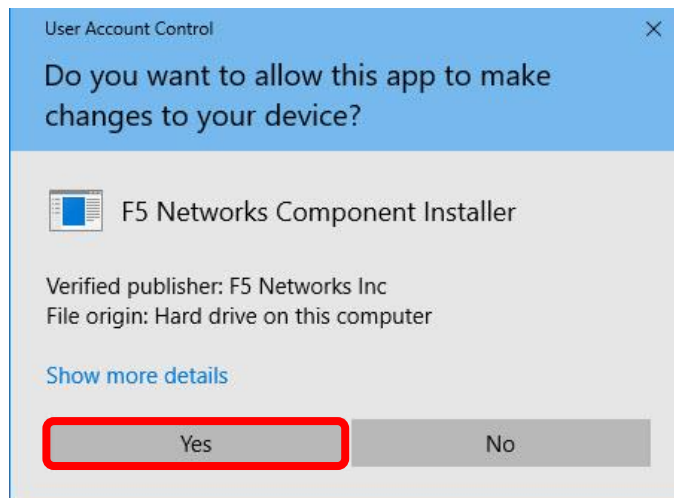 User Account Control
Do you want to allow this app to make
changes to your device?
F5 Networks Component Installer
Verified publisher: F5 Networks Inc
File origin: Hard drive on this computer
Show more details
Yes
No